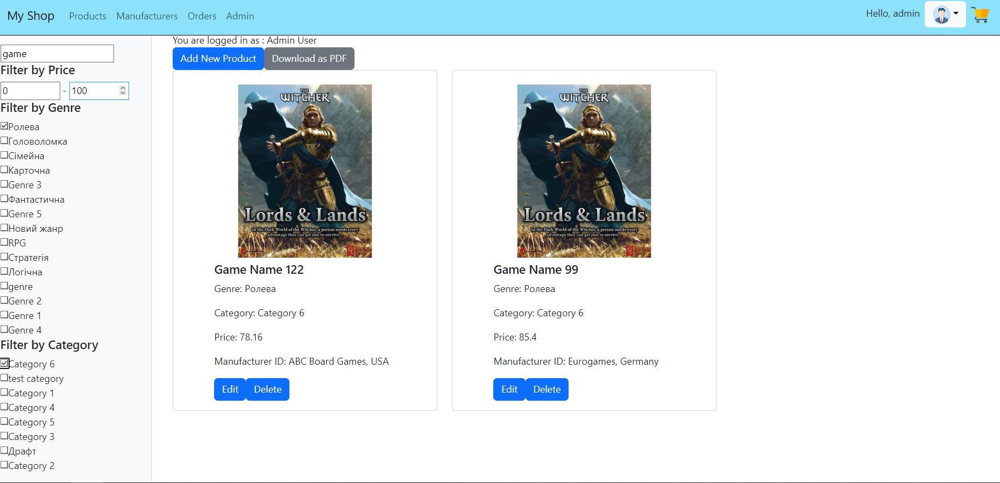 My Shop
Products
Manufacturers
Orders
Admin
Hello, admin
game
Filter by Price
0 - 100
Filter by Genre
Ролева
Головоломка
Сімейна
Карточна
Genre 3
Фантастична
Genre 5
Новий жанр
RPG
Стратегія
Логічна
genre
Genre 2
Genre 1
Genre 4
Filter by Category
Category 6
test category
Category 1
Category 4
Category 5
Category 3
Драфт
Category 2
You are logged in as : Admin User
Add New Product
Download as PDF
THE
WITCHER
Lords & Lands
In the Dark World of the Witcher, a person needs every
advantage they can get just to survive...
Game Name 122
Genre: Ролева
Category: Category 6
Price: 78.16
Manufacturer ID: ABC Board Games, USA
Edit
Delete
THE
WITCHER
Lords & Lands
In the Dark World of the Witcher, a person needs every
advantage they can get just to survive...
Game Name 99
Genre: Ролева
Category: Category 6
Price: 85.4
Manufacturer ID: Eurogames, Germany
Edit
Delete